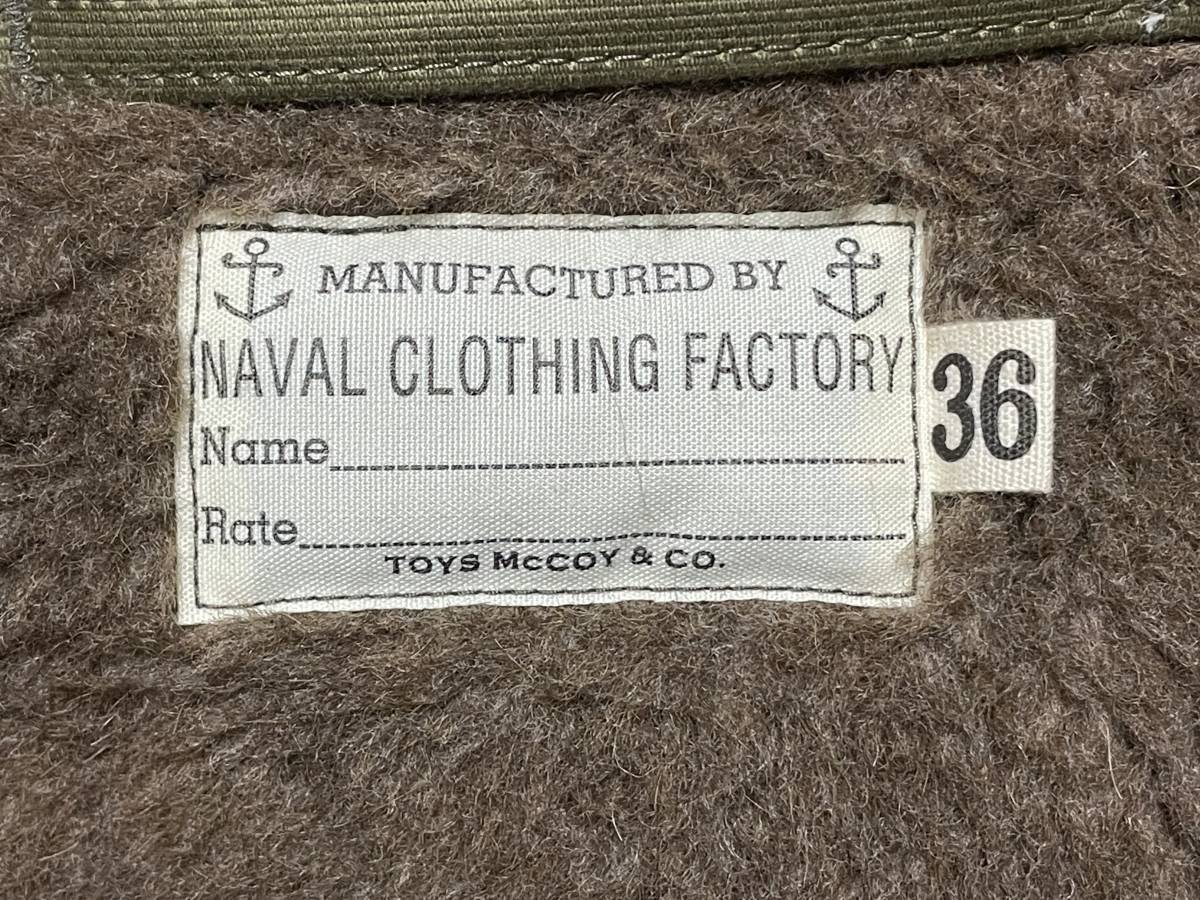 MANUFACTURED BY
NAVAL CLOTHING FACTORY
36
Name
Rate
TOYS McCOY & CO.